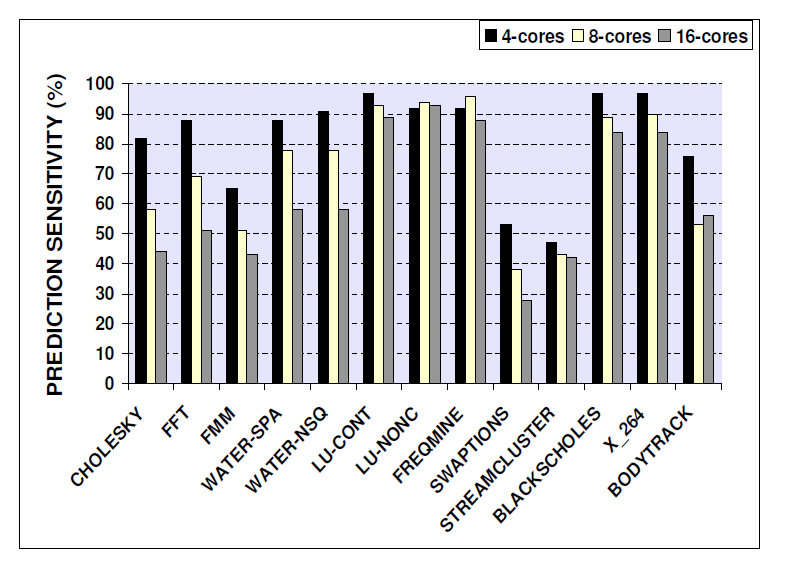 4-cores 8-cores 16-cores
PREDICTION SENSITIVITY (%)
100
90
80
70
60
50
40
30
20
10
0
CHOLESKY
FFT
FMM
WATER-SPA
WATER-NSQ
LU-CONT
LU-NONC
FREQMINE
SWAPTIONS
STREAMCLUSTER
BLACKSCHOLES
X_264
BODYTRACK